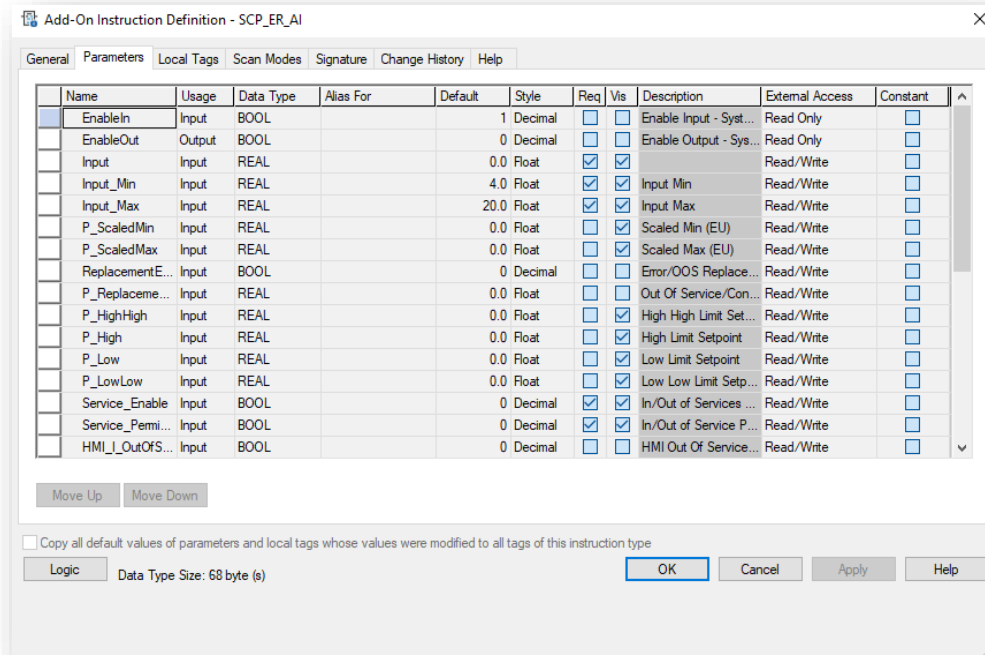 Add-On Instruction Definition - SCP_ER_AI
General Parameters Local Tags Scan Modes Signature Change History Help
Name Usage Data Type Alias For Default Style Req Vis Description External Access Constant
EnableIn Input BOOL 1 Decimal Enable Input - Syst... Read Only
EnableOut Output BOOL 0 Decimal Enable Output - Sys... Read Only
Input Input REAL 0.0 Float Read/Write
Input_Min Input REAL 4.0 Float Input Min Read/Write
Input_Max Input REAL 20.0 Float Input Max Read/Write
P_ScaledMin Input REAL 0.0 Float Scaled Min (EU) Read/Write
P_ScaledMax Input REAL 0.0 Float Scaled Max (EU) Read/Write
ReplacementE... Input BOOL 0 Decimal Error/OOS Replace... Read/Write
P_Replaceme... Input REAL 0.0 Float Out Of Service/Con... Read/Write
P_HighHigh Input REAL 0.0 Float High High Limit Set... Read/Write
P_High Input REAL 0.0 Float High Limit Setpoint Read/Write
P_Low Input REAL 0.0 Float Low Limit Setpoint Read/Write
P_LowLow Input REAL 0.0 Float Low Low Limit Setp... Read/Write
Service_Enable Input BOOL 0 Decimal In/Out of Services ... Read/Write
Service_Permi... Input BOOL 0 Decimal In/Out of Service P... Read/Write
HMI_I_OutOfS... Input BOOL 0 Decimal HMI Out Of Service... Read/Write
Move Up Move Down
Copy all default values of parameters and local tags whose values were modified to all tags of this instruction type
Logic Data Type Size: 68 byte (s) OK Cancel Apply Help